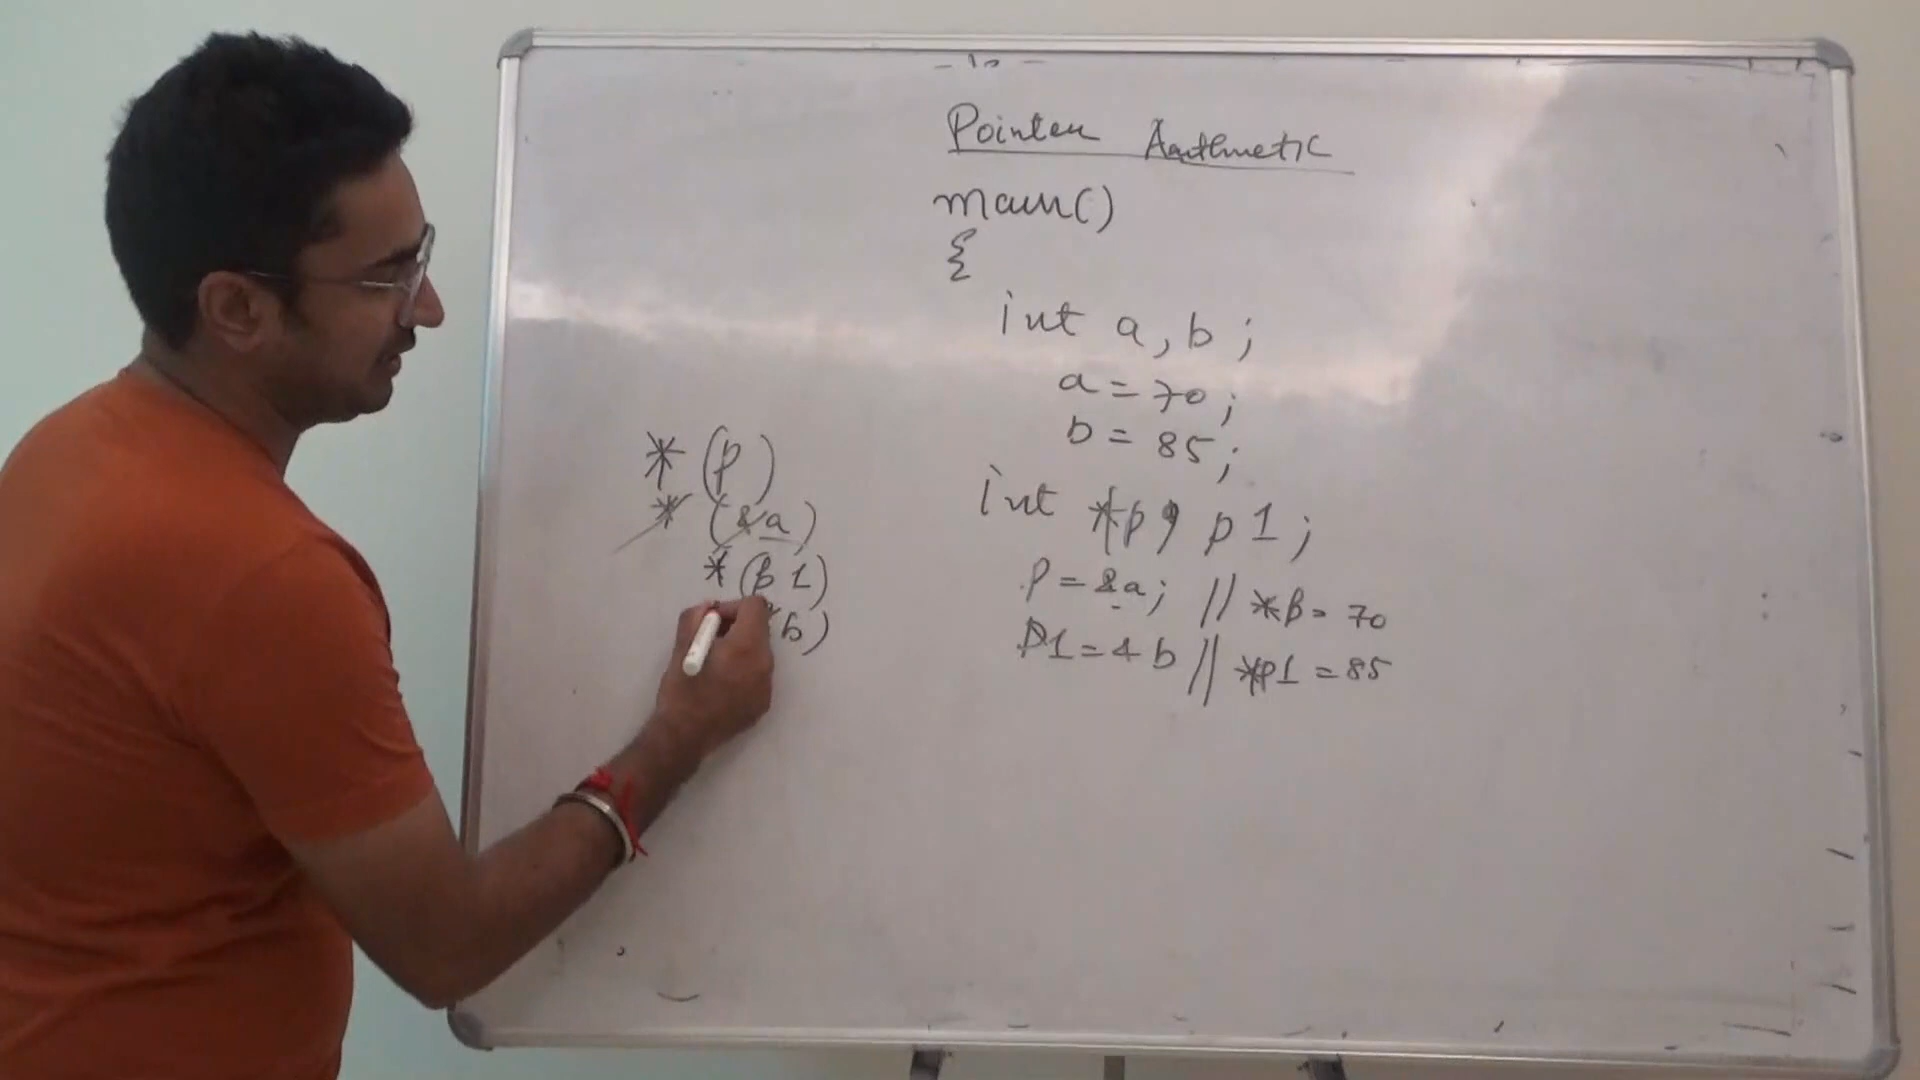 Pointer Arithmetic
main()
{
int a, b ;
a = 70 ;
b = 85 ;
int *p, p1 ;
p = &a ; // *p = 70
p1 = &b // *p1 = 85
* (p)
* (&a)
* (p1)
b)